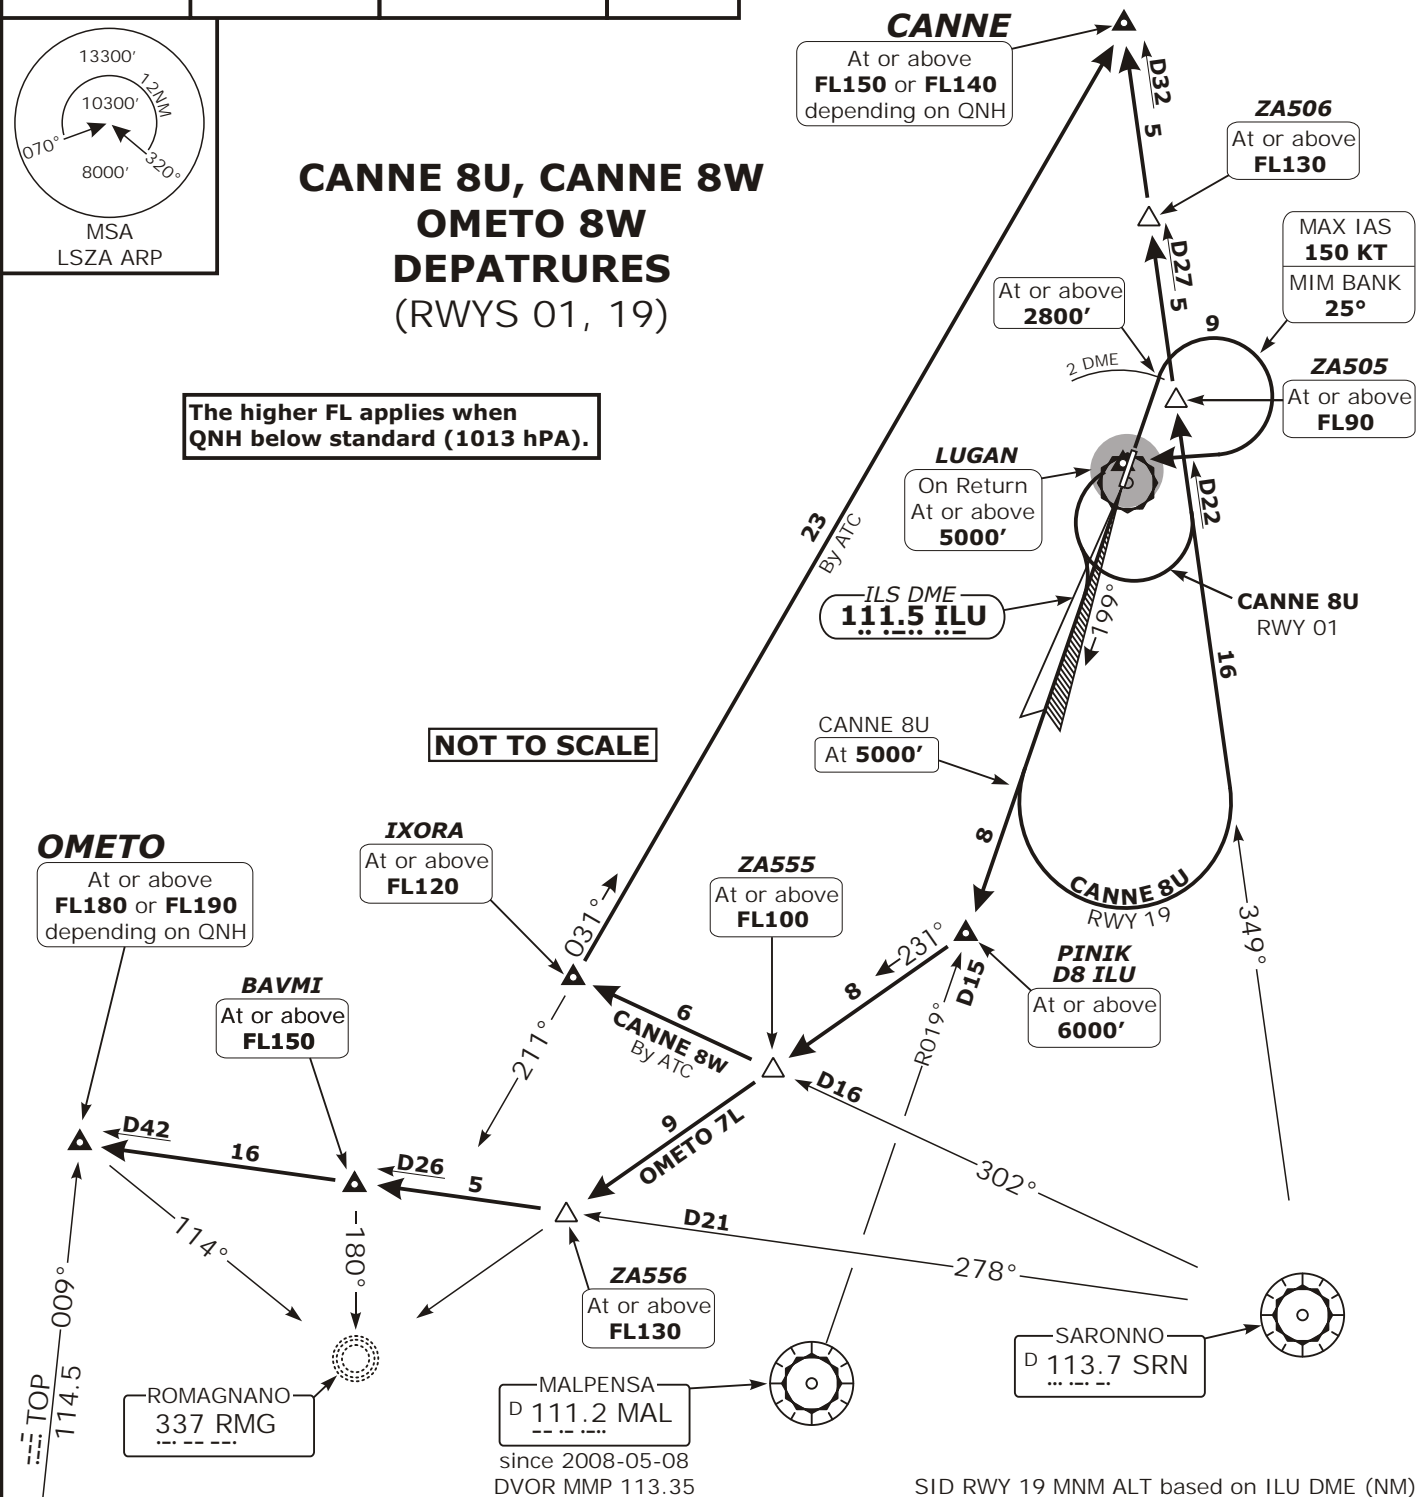 13300'
12NM
10300'
070°
320°
8000'
MSA
LSZA ARP
CANNE 8U, CANNE 8W
OMETO 8W
DEPATRURES
(RWYS 01, 19)
The higher FL applies when
QNH below standard (1013 hPA).
CANNE
At or above
FL150 or FL140
depending on QNH
D32
5
ZA506
At or above
FL130
MAX IAS
150 KT
MIM BANK
25°
D27
5
At or above
2800’
9
2 DME
ZA505
At or above
FL90
LUGAN
On Return
At or above
5000’
D22
23
By ATC
ILS DME
111.5 ILU
199°
CANNE 8U
RWY 01
16
NOT TO SCALE
CANNE 8U
At 5000’
8
CANNE 8U
RWY 19
349°
OMETO
At or above
FL180 or FL190
depending on QNH
IXORA
At or above
FL120
ZA555
At or above
FL100
031°
231°
8
D15
R019°
PINIK
D8 ILU
At or above
6000’
BAVMI
At or above
FL150
211°
6
CANNE 8W
By ATC
D16
9
OMETO 7L
302°
D42
16
D26
5
D21
278°
114°
180°
009°
TOP
114.5
ZA556
At or above
FL130
ROMAGNANO
337 RMG
MALPENSA
D 111.2 MAL
since 2008-05-08
DVOR MMP 113.35
SARONNO
D 113.7 SRN
SID RWY 19 MNM ALT based on ILU DME (NM)